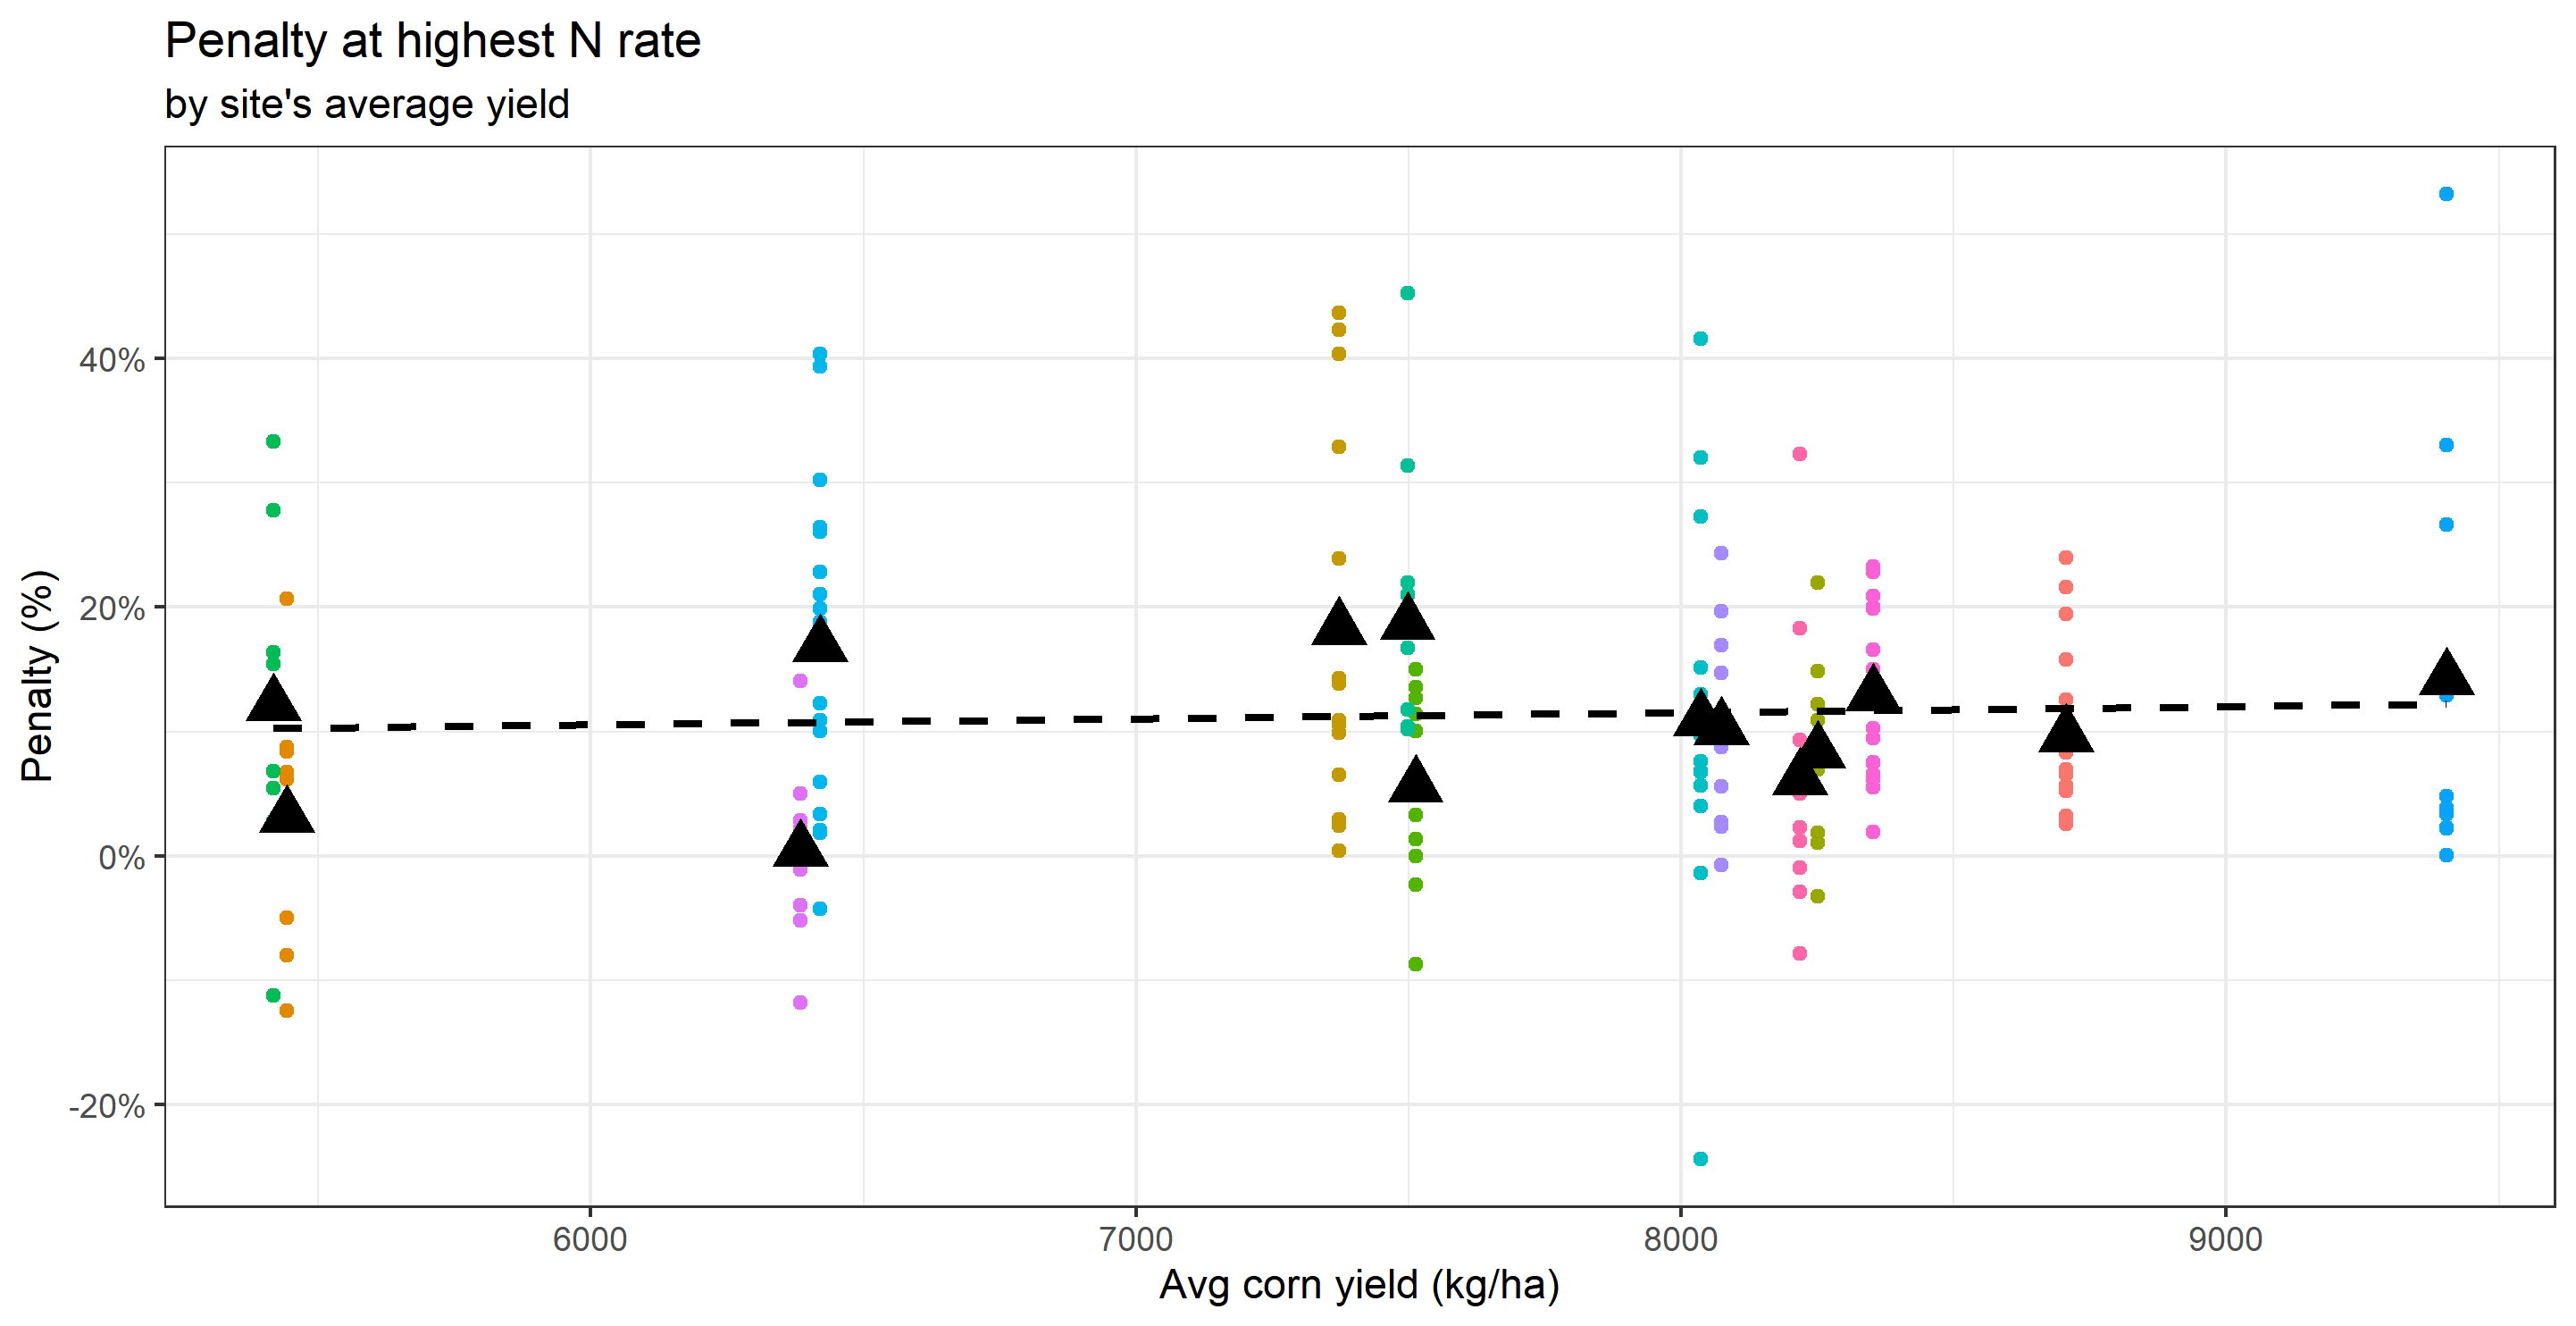 Penalty at highest N rate
by site's average yield
Penalty (%)
40%
20%
0%
-20%
6000 7000 8000 9000
Avg corn yield (kg/ha)